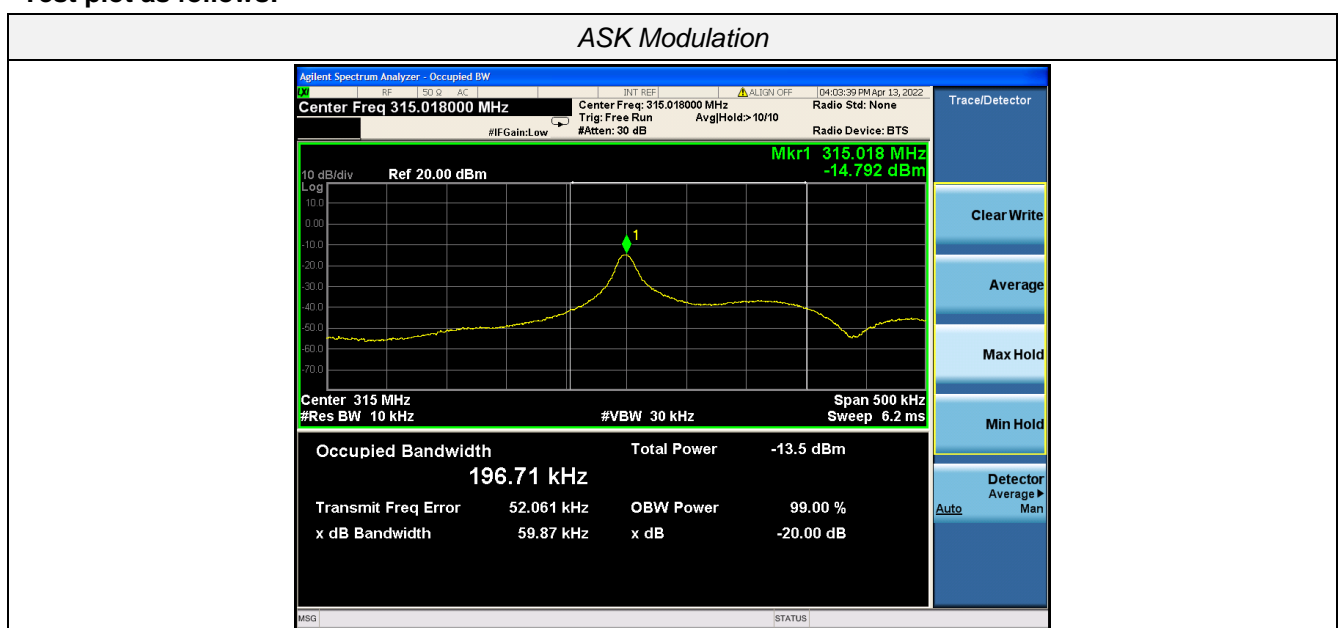 Test plot as follows:
ASK Modulation
Agilent Spectrum Analyzer - Occupied BW
RF 50 Ω AC INT REF ALIGN OFF 04:03:39 PM Apr 13, 2022
Center Freq 315.018000 MHz
Center Freq: 315.018000 MHz Radio Std: None
Trig: Free Run Avg|Hold:>10/10
#IFGain:Low #Atten: 30 dB Radio Device: BTS
Mkr1 315.018 MHz
-14.792 dBm
10 dB/div Ref 20.00 dBm
Log
10.0
0.00
-10.0
-20.0
-30.0
-40.0
-50.0
-60.0
-70.0
1
Center 315 MHz Span 500 kHz
#Res BW 10 kHz #VBW 30 kHz Sweep 6.2 ms
Occupied Bandwidth Total Power -13.5 dBm
196.71 kHz
Transmit Freq Error 52.061 kHz OBW Power 99.00 %
x dB Bandwidth 59.87 kHz x dB -20.00 dB
Trace/Detector
Clear Write
Average
Max Hold
Min Hold
Detector
Average▶
Auto Man
MSG STATUS